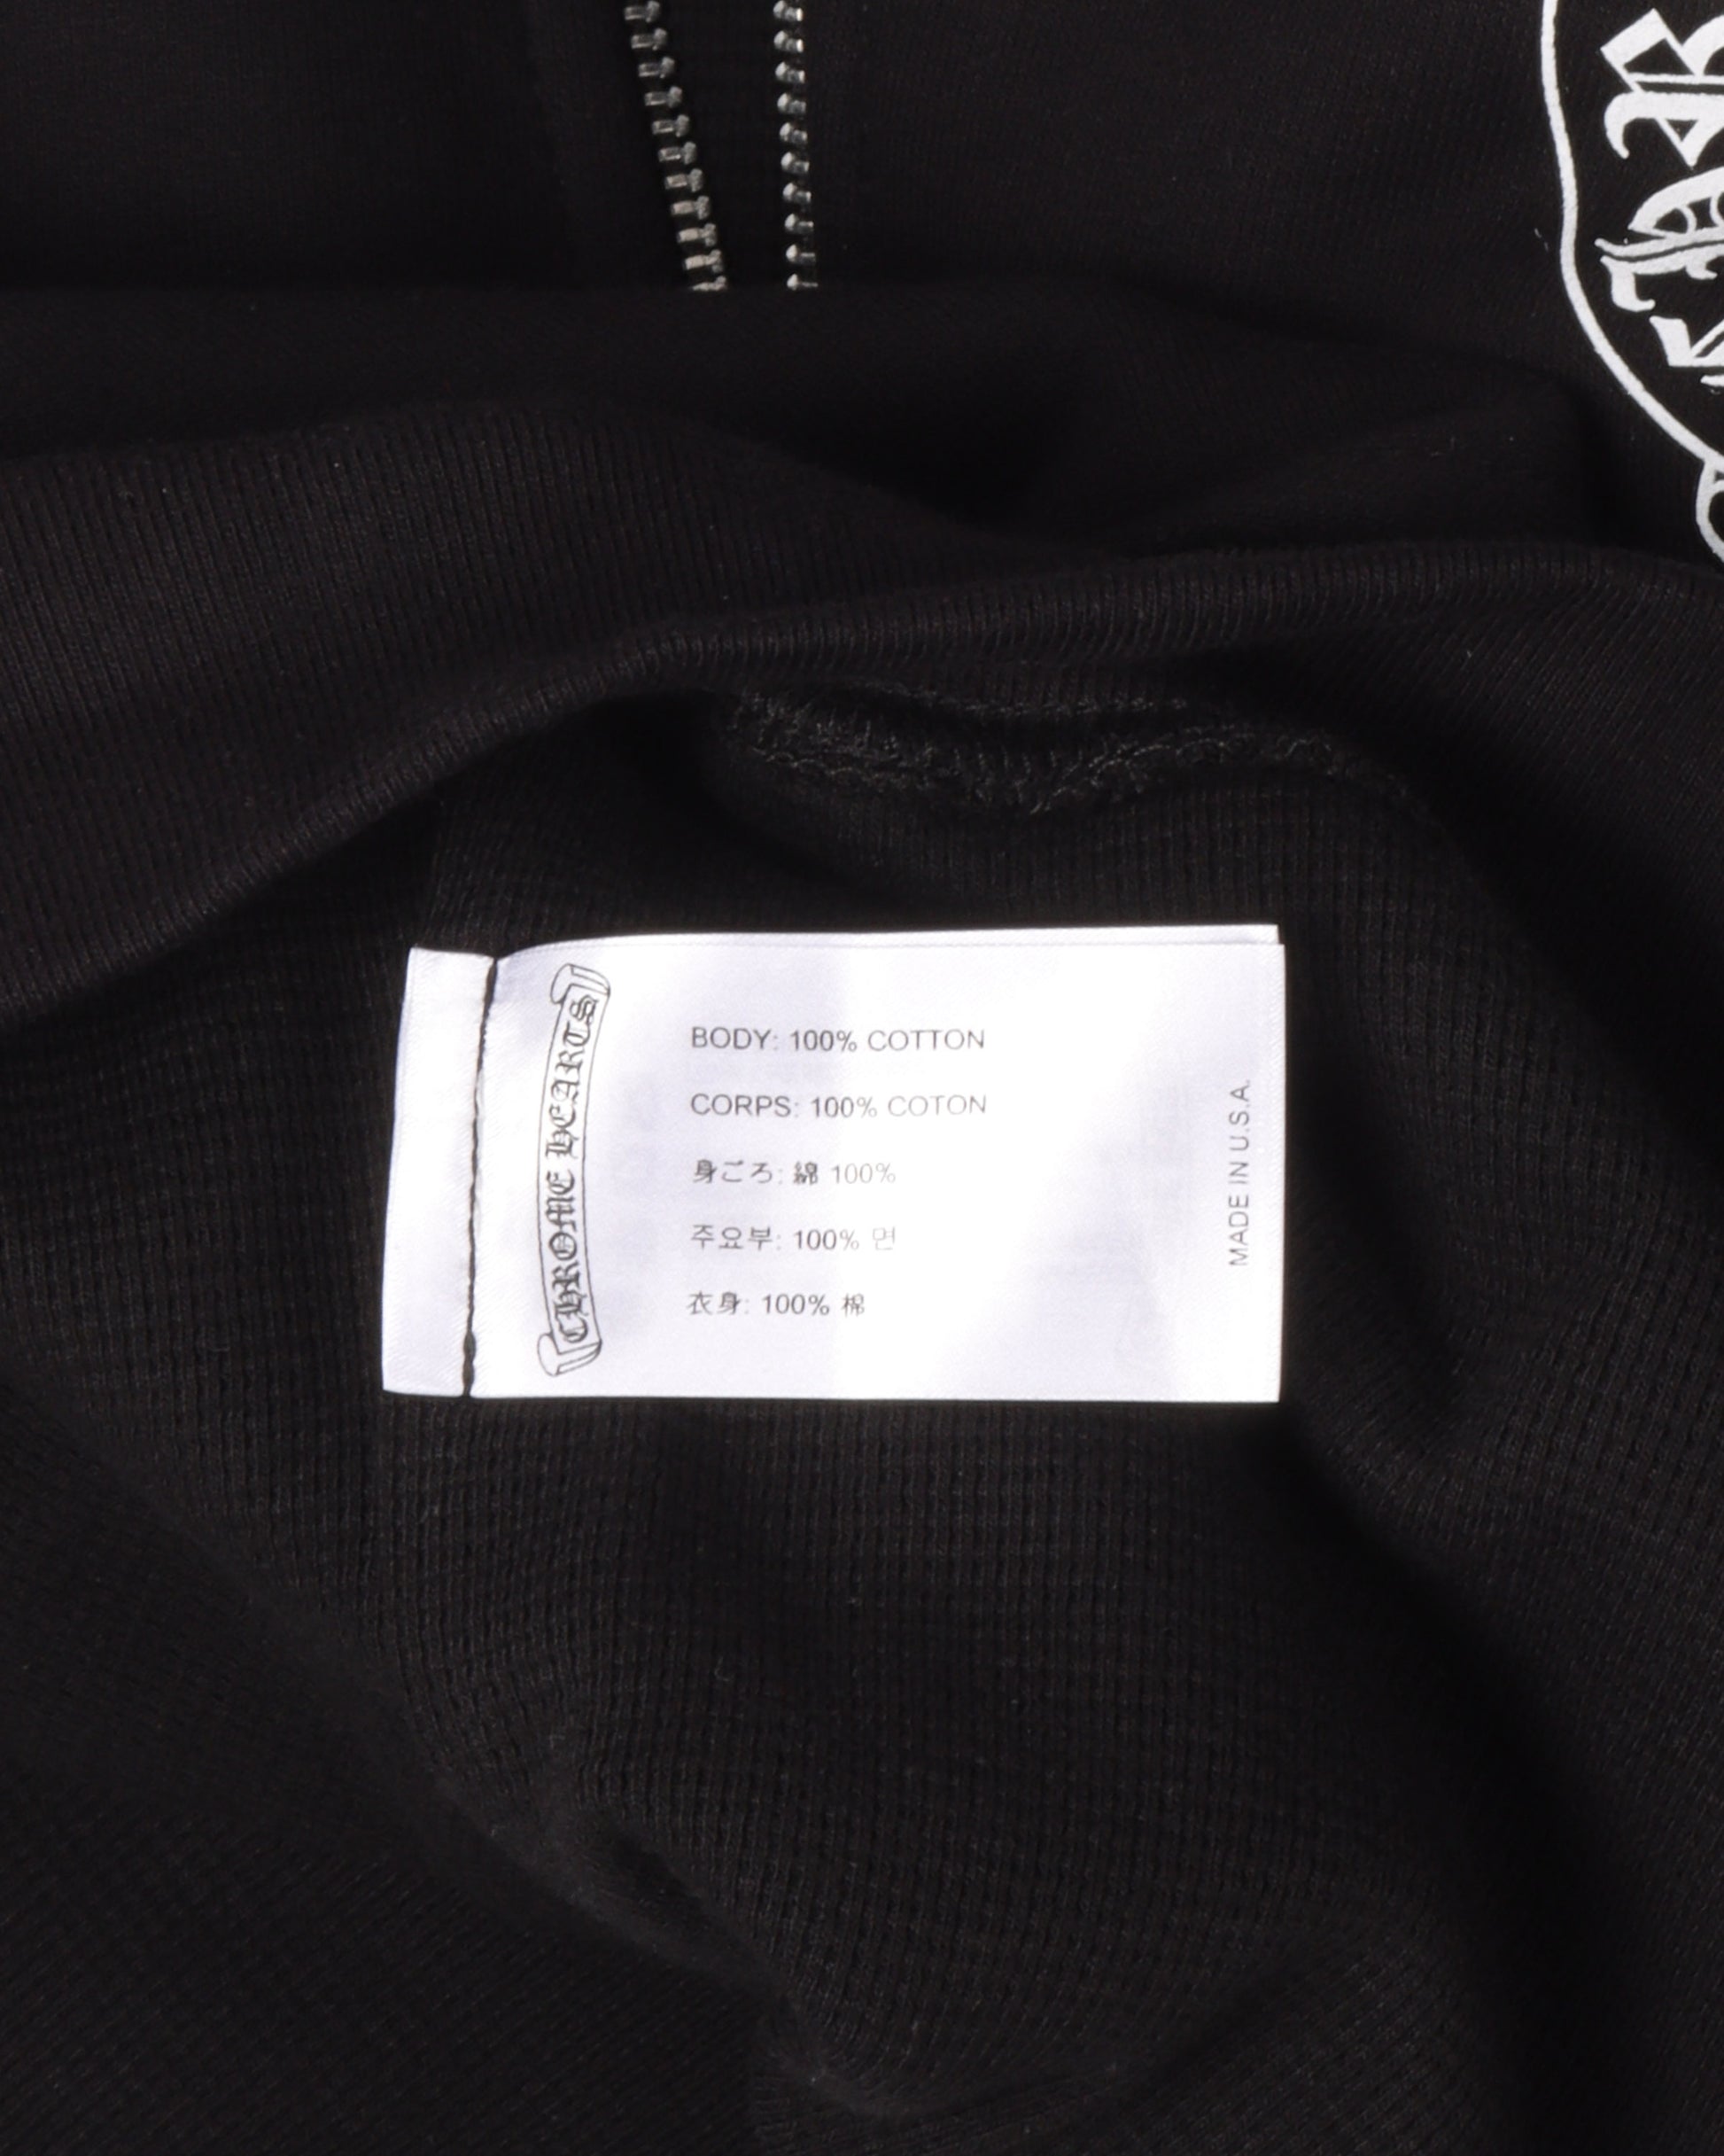 CHROME HEARTS
BODY: 100% COTTON
CORPS: 100% COTON
身ごろ: 綿 100%
주요부: 100% 면
衣身: 100% 棉
MADE IN U.S.A.